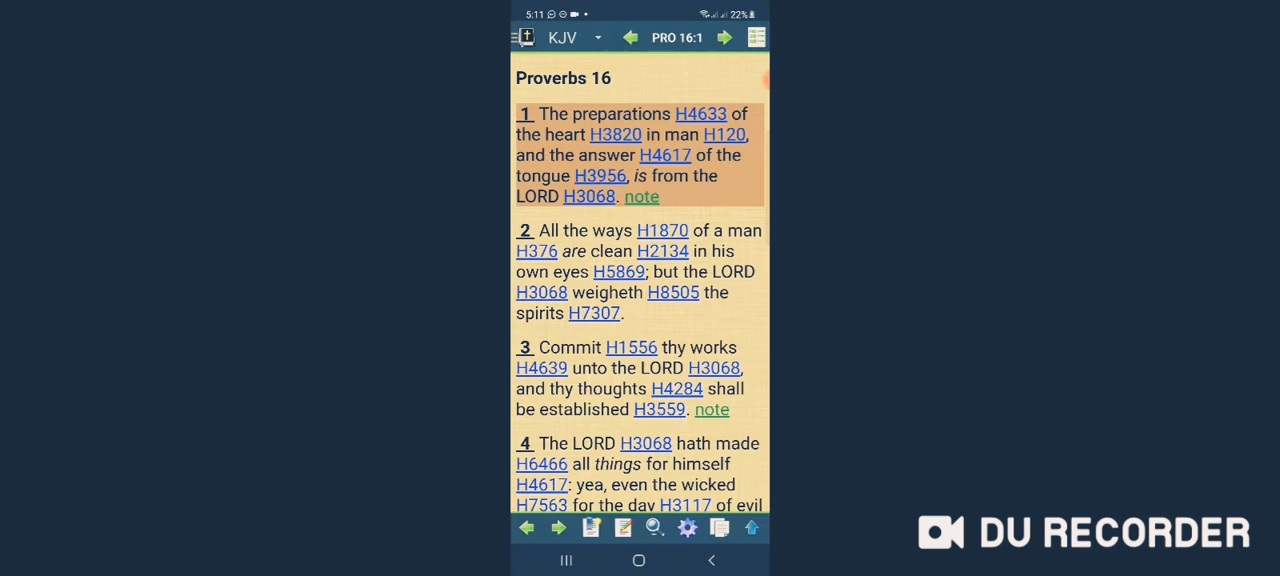 5:11 22%
KJV PRO 16:1
Proverbs 16
1 The preparations H4633 of
the heart H3820 in man H120,
and the answer H4617 of the
tongue H3956, is from the
LORD H3068. note
2 All the ways H1870 of a man
H376 are clean H2134 in his
own eyes H5869; but the LORD
H3068 weigheth H8505 the
spirits H7307.
3 Commit H1556 thy works
H4639 unto the LORD H3068,
and thy thoughts H4284 shall
be established H3559. note
4 The LORD H3068 hath made
H6466 all things for himself
H4617: yea, even the wicked
H7563 for the day H3117 of evil
DU RECORDER